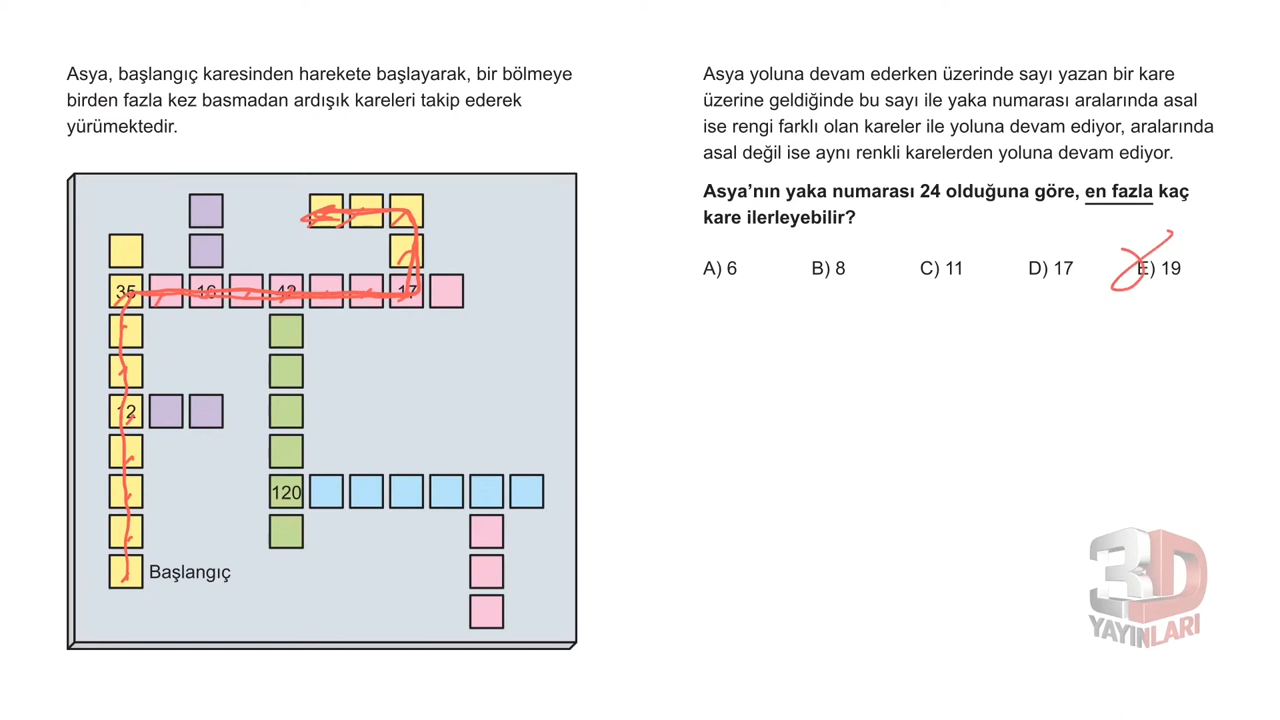 Asya, başlangıç karesinden harekete başlayarak, bir bölmeye
birden fazla kez basmadan ardışık kareleri takip ederek
yürümektedir.
35
16
42
17
12
120
Başlangıç
Asya yoluna devam ederken üzerinde sayı yazan bir kare
üzerine geldiğinde bu sayı ile yaka numarası aralarında asal
ise rengi farklı olan kareler ile yoluna devam ediyor, aralarında
asal değil ise aynı renkli karelerden yoluna devam ediyor.
Asya’nın yaka numarası 24 olduğuna göre, en fazla kaç
kare ilerleyebilir?
A) 6 B) 8 C) 11 D) 17 E) 19
3D
YAYINLARI